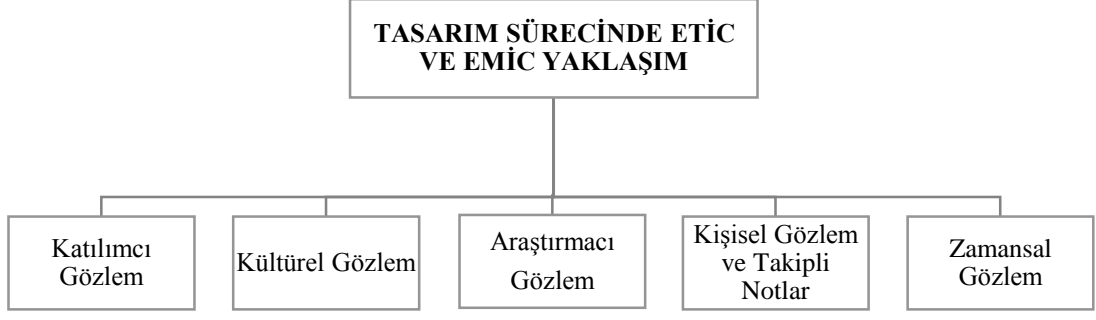 TASARIM SÜRECİNDE ETİC
VE EMİC YAKLAŞIM
Katılımcı
Gözlem
Kültürel Gözlem
Araştırmacı
Gözlem
Kişisel Gözlem
ve Takipli
Notlar
Zamansal
Gözlem